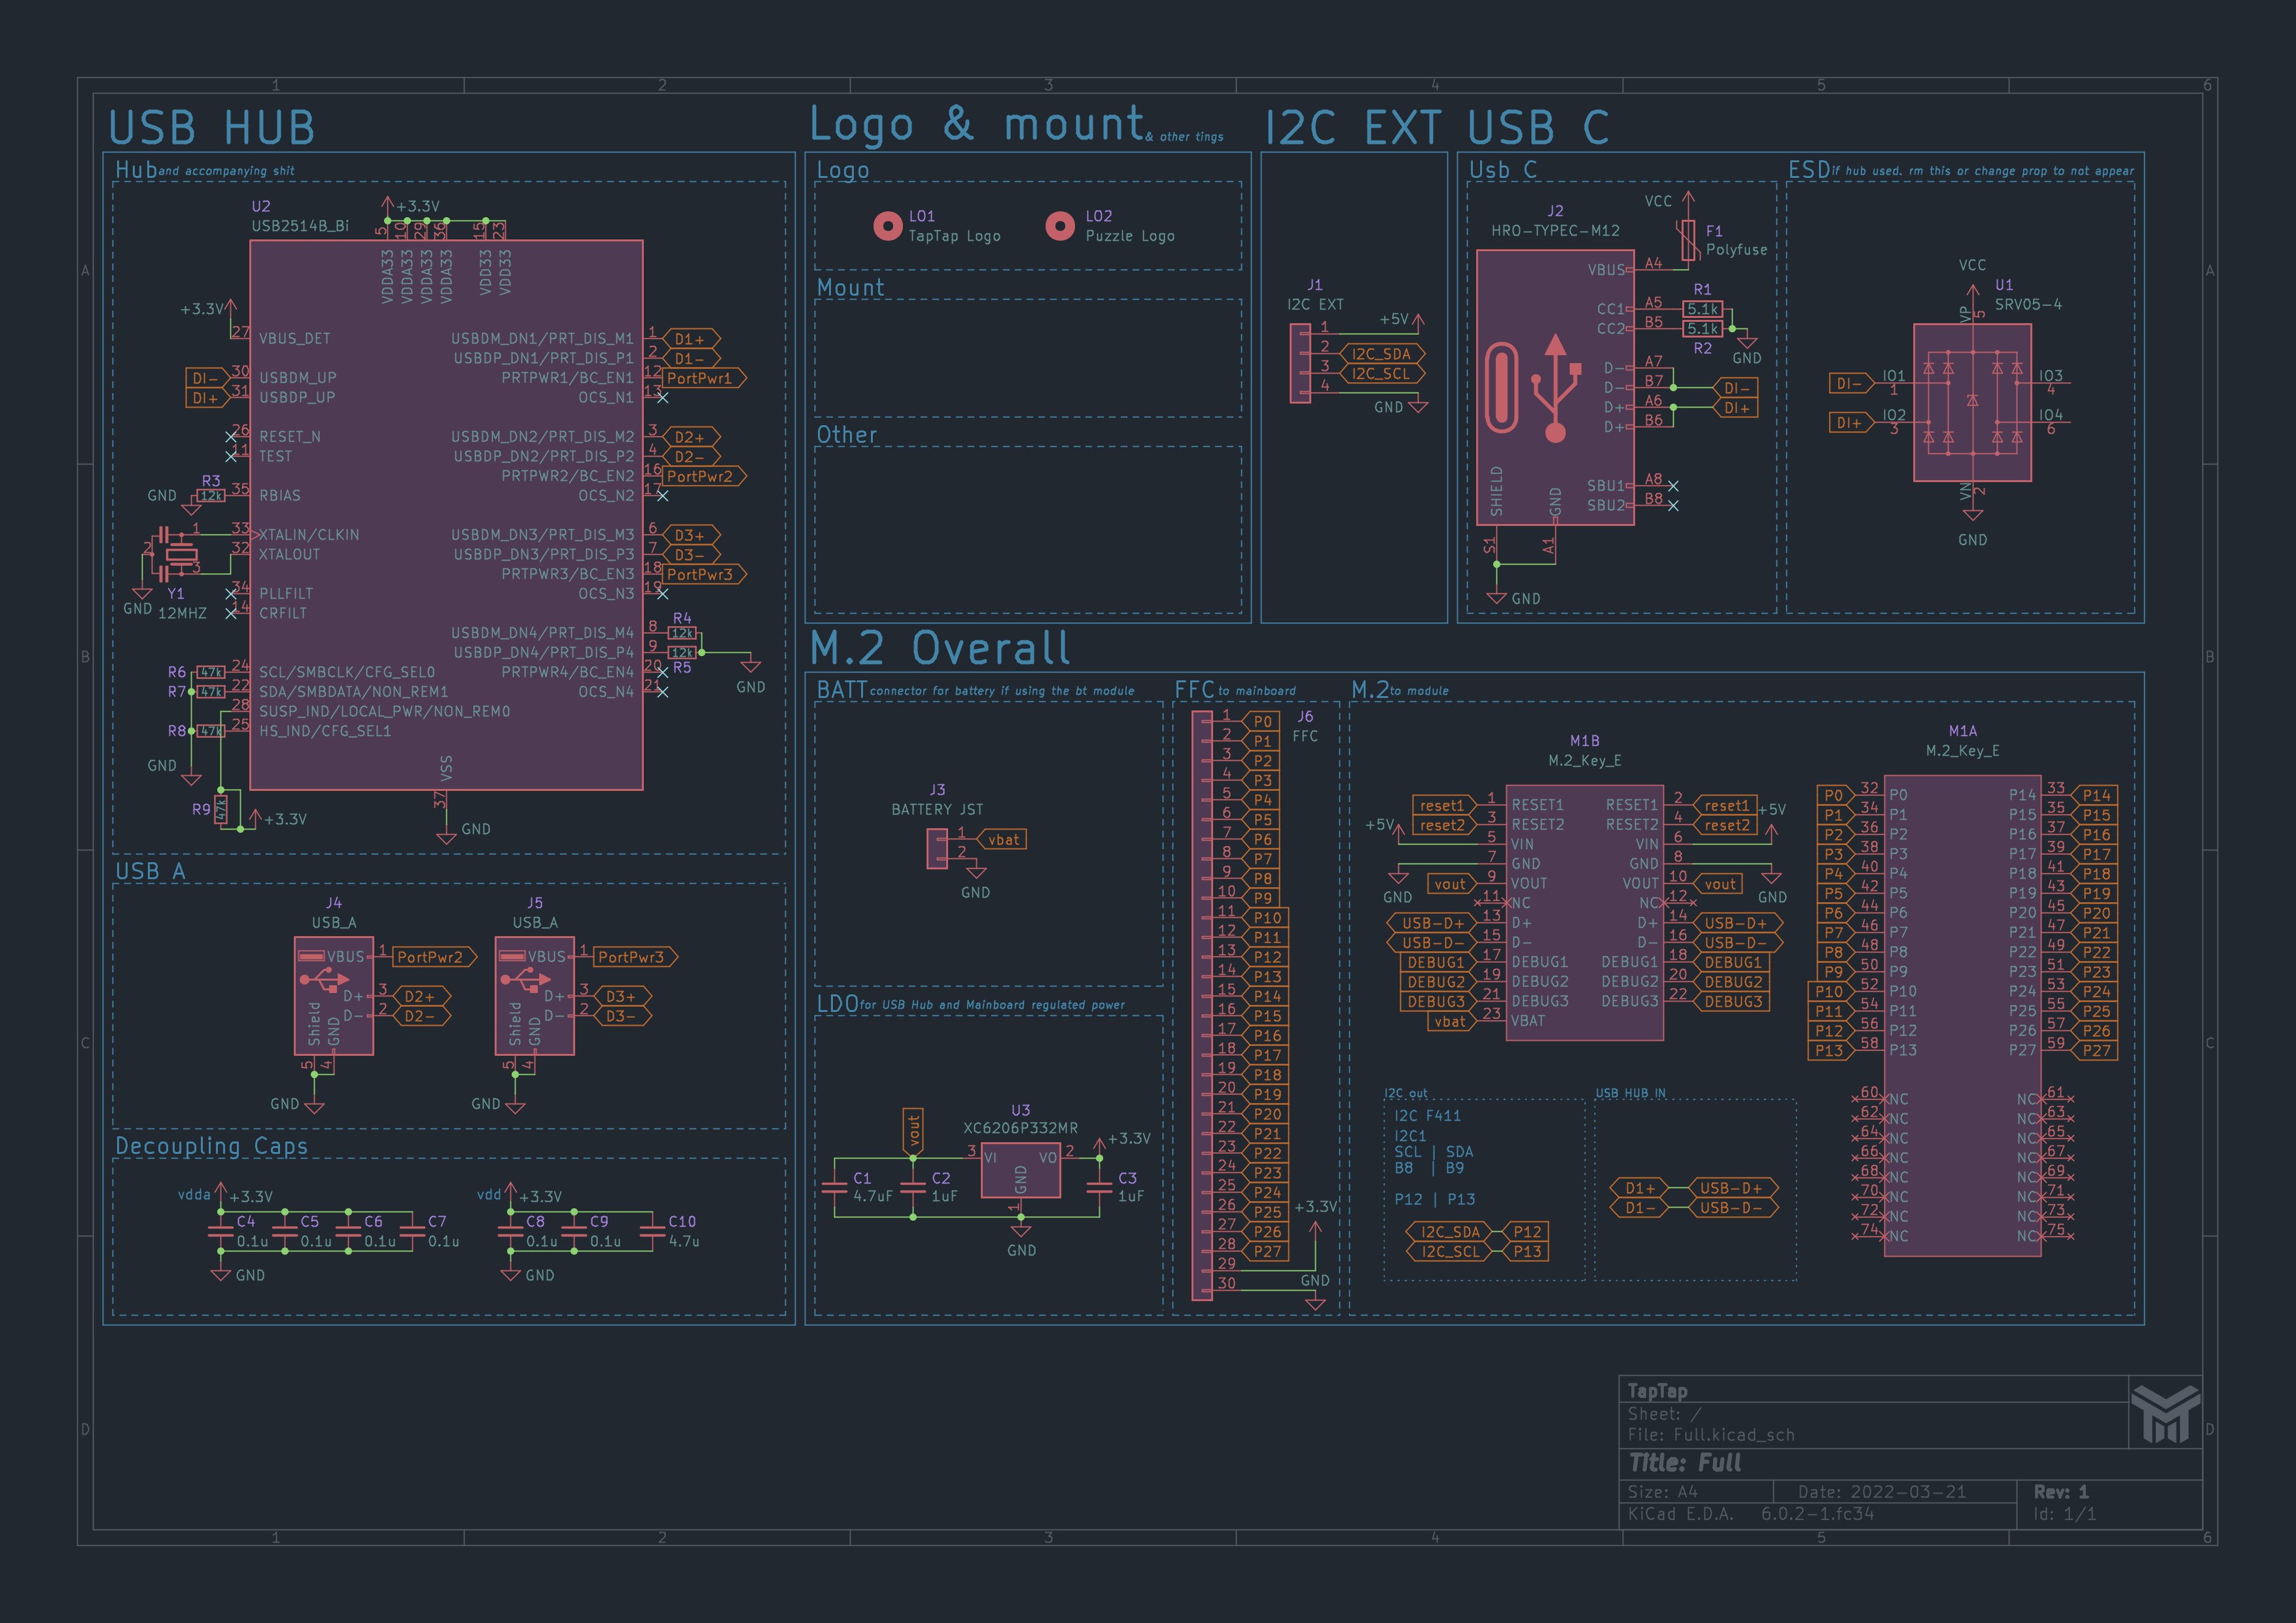 1 2 3 4 5 6
A
B
C
D
USB HUB
Hub and accompanying shit
U2
USB2514B_Bi
+3.3V
5 10 29 36 15 23
VDDA33 VDDA33 VDDA33 VDDA33 VDD33 VDD33
+3.3V
27 VBUS_DET
DI- 30 USBDM_UP
DI+ 31 USBDP_UP
26 RESET_N
11 TEST
R3
GND 12k 35 RBIAS
1 33 XTALIN/CLKIN
2 32 XTALOUT
3
34 PLLFILT
14 CRFILT
GND
Y1
12MHZ
R6 47k 24 SCL/SMBCLK/CFG_SEL0
R7 47k 22 SDA/SMBDATA/NON_REM1
28 SUSP_IND/LOCAL_PWR/NON_REM0
R8 47k 25 HS_IND/CFG_SEL1
GND
R9 47k
+3.3V
VSS
37
GND
USBDM_DN1/PRT_DIS_M1 1 D1+
USBDP_DN1/PRT_DIS_P1 2 D1-
PRTPWR1/BC_EN1 12 PortPwr1
OCS_N1 13
USBDM_DN2/PRT_DIS_M2 3 D2+
USBDP_DN2/PRT_DIS_P2 4 D2-
PRTPWR2/BC_EN2 16 PortPwr2
OCS_N2 17
USBDM_DN3/PRT_DIS_M3 6 D3+
USBDP_DN3/PRT_DIS_P3 7 D3-
PRTPWR3/BC_EN3 18 PortPwr3
OCS_N3 19
R4
USBDM_DN4/PRT_DIS_M4 8 12k
USBDP_DN4/PRT_DIS_P4 9 12k
PRTPWR4/BC_EN4 20 R5
OCS_N4 21
GND
USB A
J4
USB_A
VBUS 1 PortPwr2
D+ 3 D2+
D- 2 D2-
Shield GND
5 4
GND
J5
USB_A
VBUS 1 PortPwr3
D+ 3 D3+
D- 2 D3-
Shield GND
5 4
GND
Decoupling Caps
vdda +3.3V
C4 C5 C6 C7
0.1u 0.1u 0.1u 0.1u
GND
vdd +3.3V
C8 C9 C10
0.1u 0.1u 4.7u
GND
Logo & mount & other tings
Logo
LO1
TapTap Logo
LO2
Puzzle Logo
Mount
Other
I2C EXT
J1
I2C EXT
1 +5V
2 I2C_SDA
3 I2C_SCL
4 GND
USB C
Usb C
J2
HRO-TYPEC-M12
VCC
F1
Polyfuse
VBUS A4
R1
CC1 A5 5.1k
CC2 B5 5.1k
R2
GND
D- A7
D- B7 DI-
D+ A6 DI+
D+ B6
SBU1 A8
SBU2 B8
SHIELD GND
S1 A1
GND
ESD if hub used. rm this or change prop to not appear
VCC
U1
SRV05-4
VP 5
DI- IO1 1
IO3 4
DI+ IO2 3
IO4 6
VN 2
GND
M.2 Overall
BATT connector for battery if using the bt module
J3
BATTERY JST
1 vbat
2
GND
LDO for USB Hub and Mainboard regulated power
vout
U3
XC6206P332MR
+3.3V
3 VI VO 2
GND
1
C1
4.7uF
C2
1uF
C3
1uF
GND
FFC to mainboard
J6
FFC
1 P0
2 P1
3 P2
4 P3
5 P4
6 P5
7 P6
8 P7
9 P8
10 P9
11 P10
12 P11
13 P12
14 P13
15 P14
16 P15
17 P16
18 P17
19 P18
20 P19
21 P20
22 P21
23 P22
24 P23
25 P24
26 P25
27 P26
28 P27
29 +3.3V
30 GND
M.2 to module
M1B
M.2_Key_E
reset1 1 RESET1 RESET1 2 reset1
reset2 3 RESET2 RESET2 4 reset2
+5V 5 VIN VIN 6 +5V
GND 7 GND GND 8 GND
vout 9 VOUT VOUT 10 vout
11 NC NC 12
USB-D+ 13 D+ D+ 14 USB-D+
USB-D- 15 D- D- 16 USB-D-
DEBUG1 17 DEBUG1 DEBUG1 18 DEBUG1
DEBUG2 19 DEBUG2 DEBUG2 20 DEBUG2
DEBUG3 21 DEBUG3 DEBUG3 22 DEBUG3
vbat 23 VBAT
M1A
M.2_Key_E
P0 32 P0 P14 33 P14
P1 34 P1 P15 35 P15
P2 36 P2 P16 37 P16
P3 38 P3 P17 39 P17
P4 40 P4 P18 41 P18
P5 42 P5 P19 43 P19
P6 44 P6 P20 45 P20
P7 46 P7 P21 47 P21
P8 48 P8 P22 49 P22
P9 50 P9 P23 51 P23
P10 52 P10 P24 53 P24
P11 54 P11 P25 55 P25
P12 56 P12 P26 57 P26
P13 58 P13 P27 59 P27
60 NC NC 61
62 NC NC 63
64 NC NC 65
66 NC NC 67
68 NC NC 69
70 NC NC 71
72 NC NC 73
74 NC NC 75
I2C out
I2C F411
I2C1
SCL | SDA
B8 | B9
P12 | P13
I2C_SDA P12
I2C_SCL P13
USB HUB IN
D1+ USB-D+
D1- USB-D-
TapTap
Sheet: /
File: Full.kicad_sch
Title: Full
Size: A4 Date: 2022-03-21 Rev: 1
KiCad E.D.A. 6.0.2-1.fc34 Id: 1/1
A
B
C
D
1 2 3 4 5 6